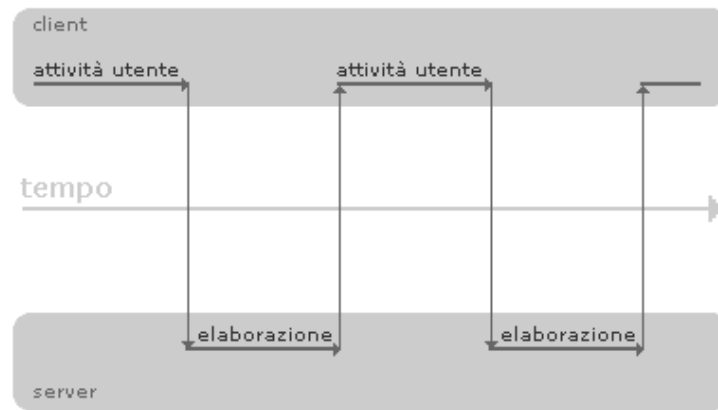 client
attività utente
attività utente
tempo
elaborazione
elaborazione
server